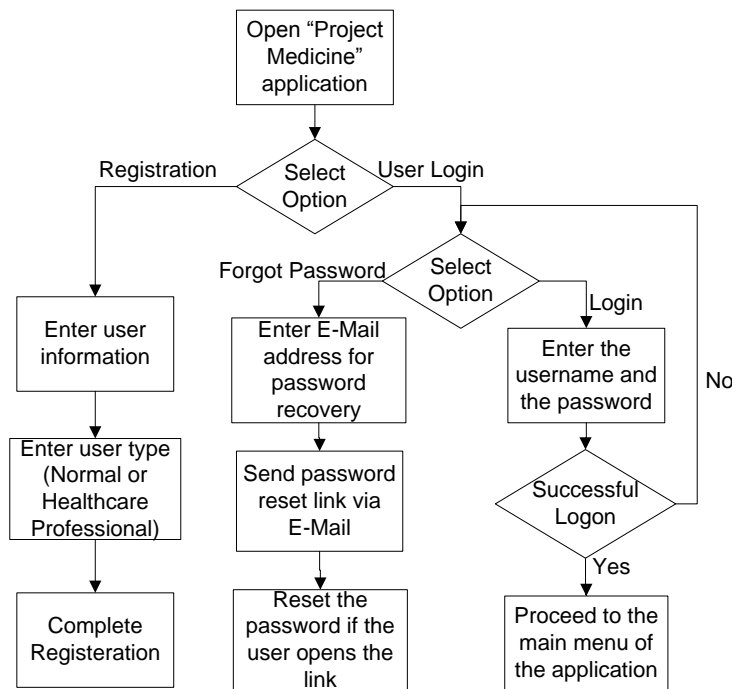 Open “Project
Medicine”
application
Registration
Select
Option
User Login
Forgot Password
Select
Option
Login
Enter user
information
Enter E-Mail
address for
password
recovery
Enter the
username and
the password
No
Enter user type
(Normal or
Healthcare
Professional)
Send password
reset link via
E-Mail
Successful
Logon
Yes
Complete
Registeration
Reset the
password if the
user opens the
link
Proceed to the
main menu of
the application